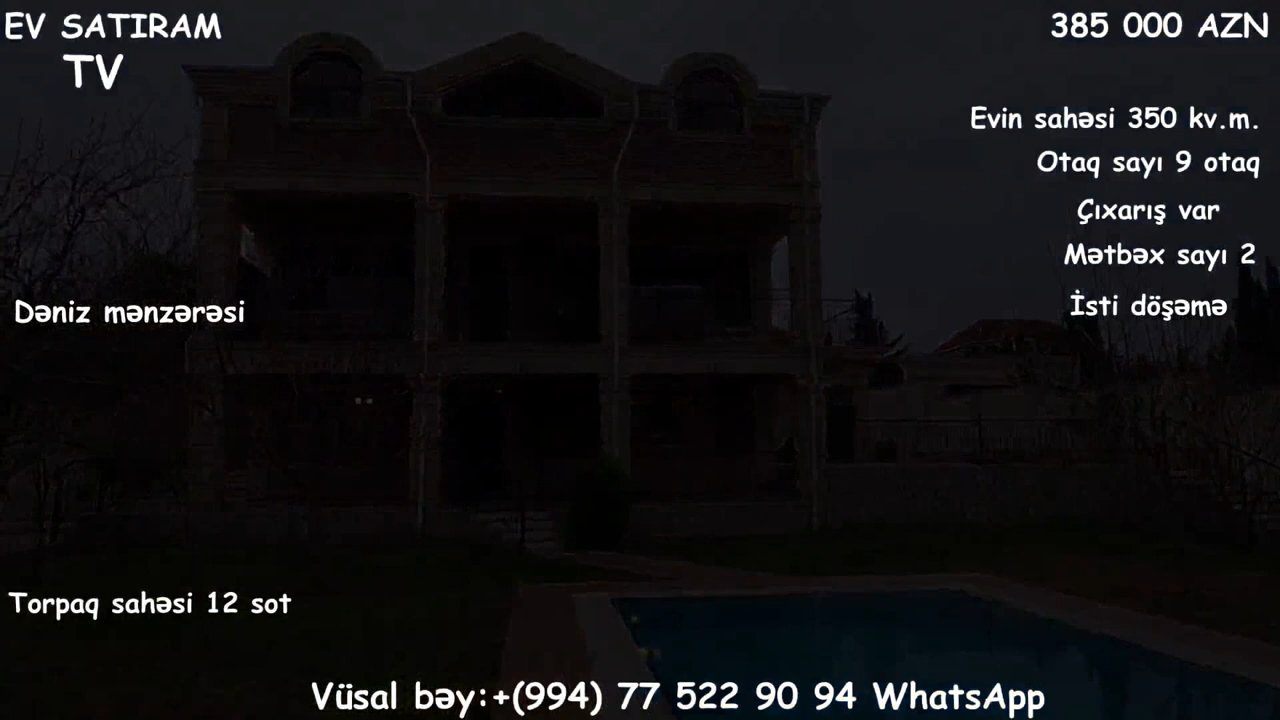 EV SATIRAM
TV
385 000 AZN
Evin sahəsi 350 kv.m.
Otaq sayı 9 otaq
Çıxarış var
Mətbəx sayı 2
İsti döşəmə
Dəniz mənzərəsi
Torpaq sahəsi 12 sot
Vüsal bəy:+(994) 77 522 90 94 WhatsApp